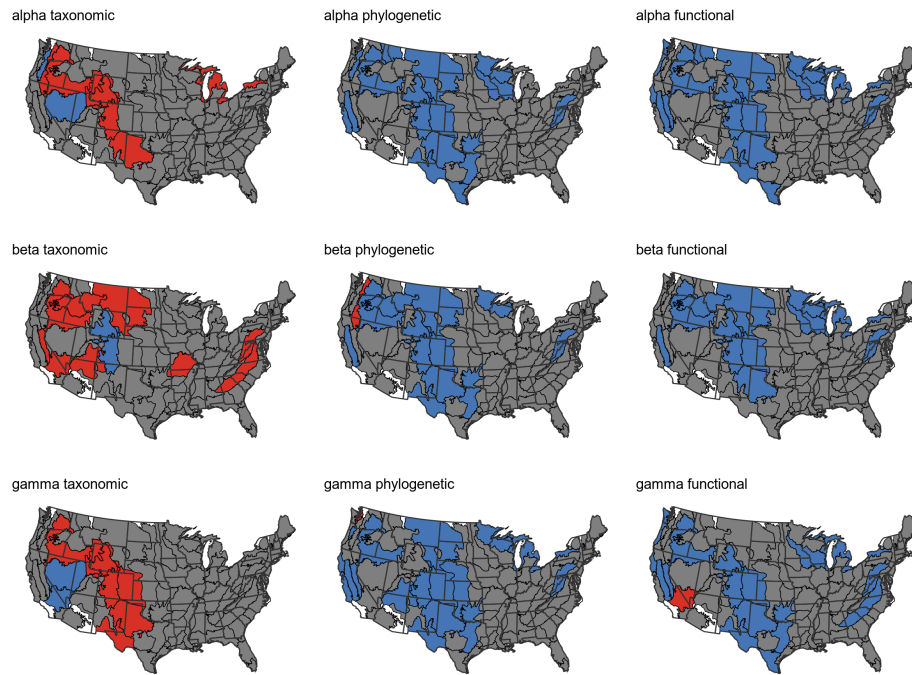 alpha taxonomic
alpha phylogenetic
alpha functional
beta taxonomic
beta phylogenetic
beta functional
gamma taxonomic
gamma phylogenetic
gamma functional